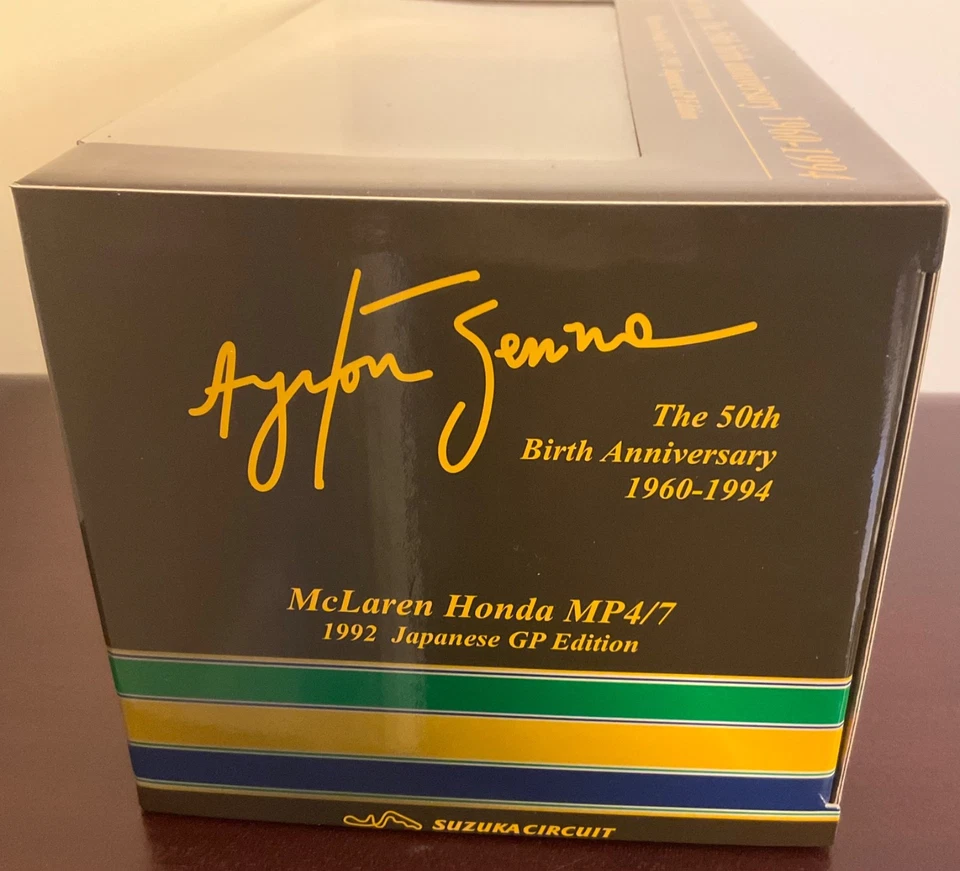 1960-1994
Ayrton Senna
The 50th
Birth Anniversary
1960-1994
McLaren Honda MP4/7
1992 Japanese GP Edition
SUZUKA CIRCUIT